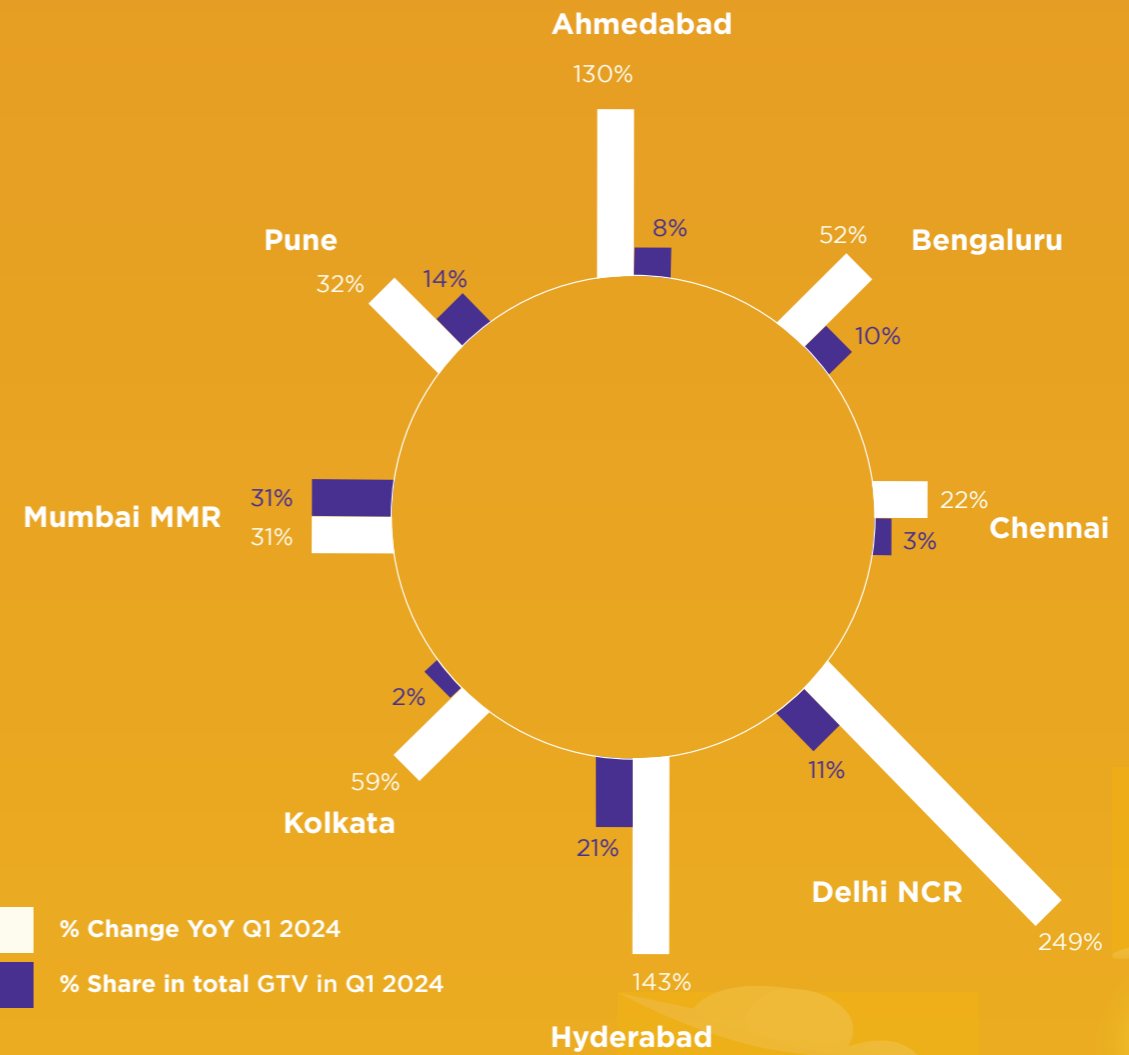 Ahmedabad
130%
8%
Pune
32%
14%
52%
Bengaluru
10%
Mumbai MMR
31%
31%
22%
Chennai
3%
2%
59%
Kolkata
11%
21%
Delhi NCR
249%
143%
Hyderabad
% Change YoY Q1 2024
% Share in total GTV in Q1 2024